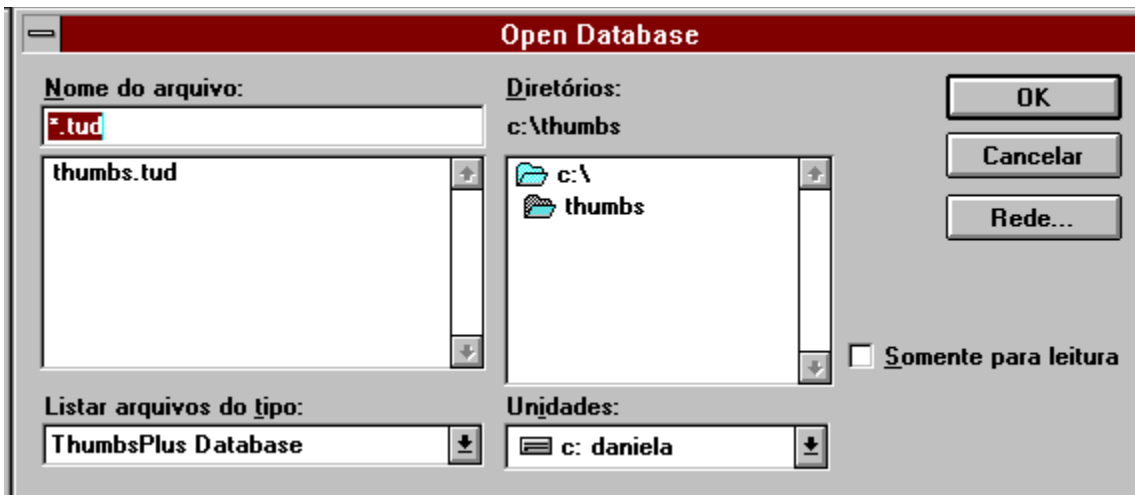 Open Database
Nome do arquivo:
*.tud
thumbs.tud
Listar arquivos do tipo:
ThumbsPlus Database
Diretórios:
c:\thumbs
c:\
thumbs
Unidades:
c: daniela
OK
Cancelar
Rede...
Somente para leitura